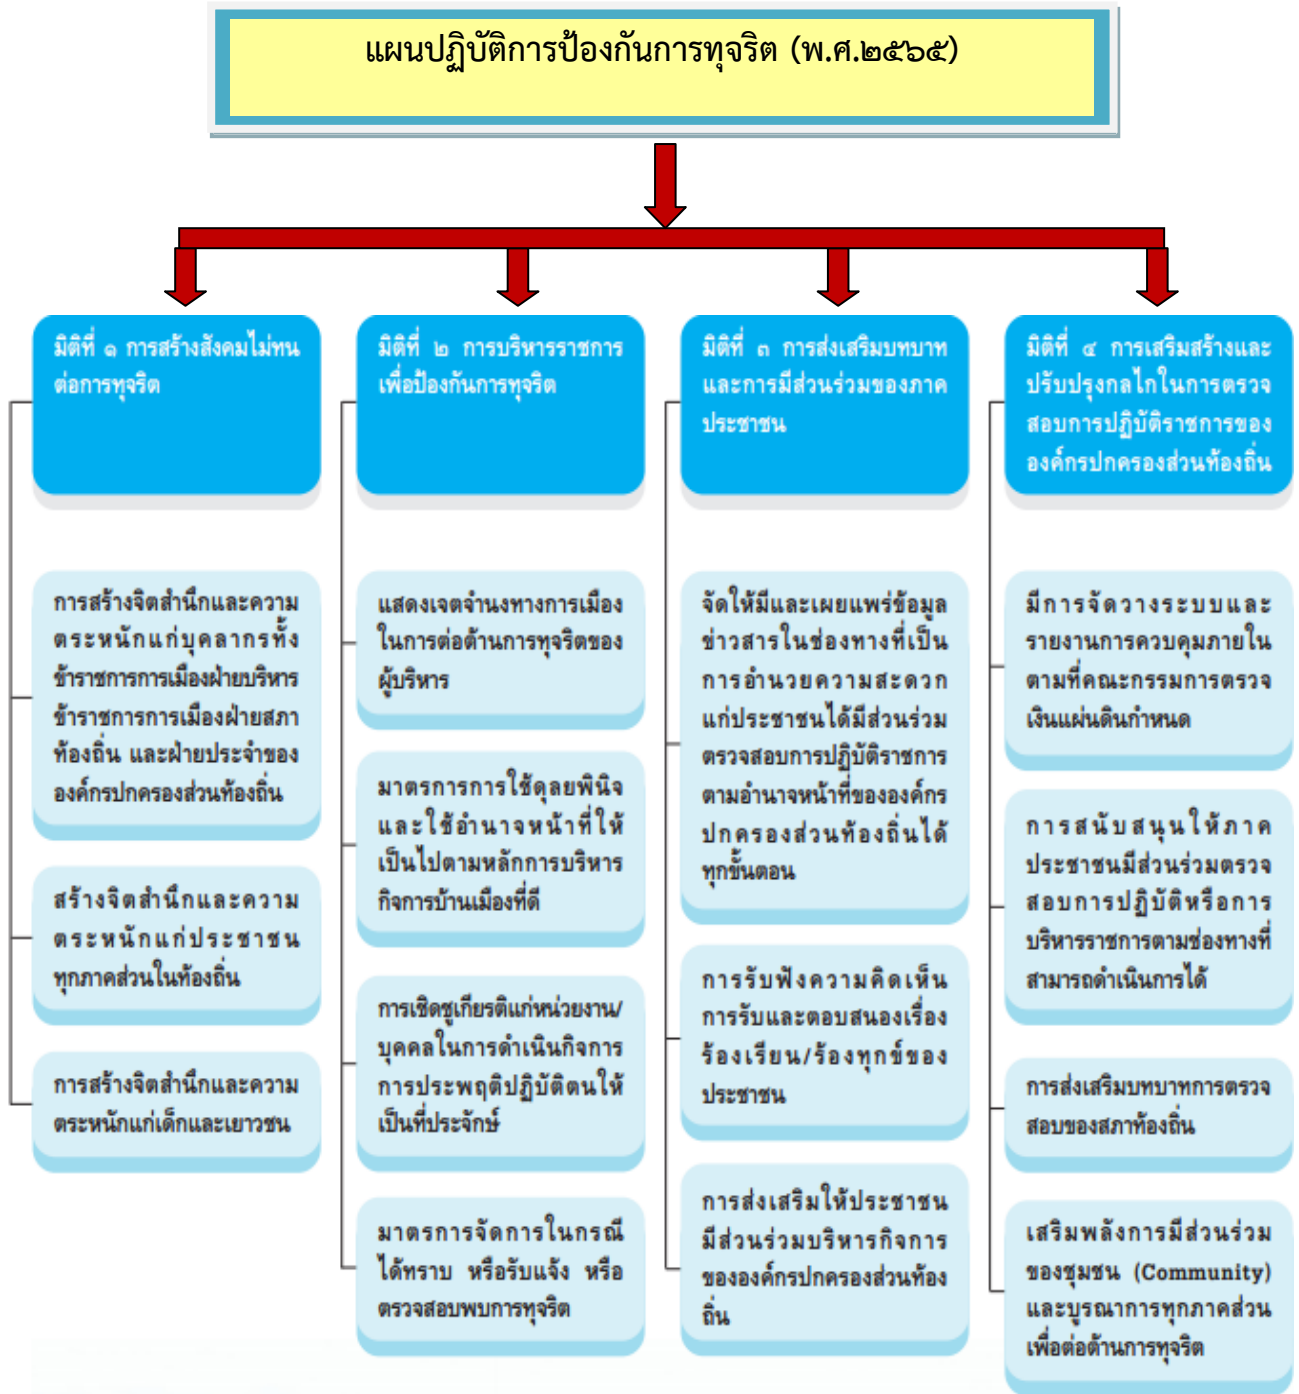 แผนปฏิบัติการป้องกันการทุจริต (พ.ศ.๒๕๖๕)
มิติที่ ๑ การสร้างสังคมไม่ทน
ต่อการทุจริต
การสร้างจิตสำนึกและความ
ตระหนักแก่บุคลากรทั้ง
ข้าราชการการเมืองฝ่ายบริหาร
ข้าราชการการเมืองฝ่ายสภา
ท้องถิ่น และฝ่ายประจำของ
องค์กรปกครองส่วนท้องถิ่น
สร้างจิตสำนึกและความ
ตระหนักแก่ประชาชน
ทุกภาคส่วนในท้องถิ่น
การสร้างจิตสำนึกและความ
ตระหนักแก่เด็กและเยาวชน
มิติที่ ๒ การบริหารราชการ
เพื่อป้องกันการทุจริต
แสดงเจตจำนงทางการเมือง
ในการต่อต้านการทุจริตของ
ผู้บริหาร
มาตรการการใช้ดุลยพินิจ
และใช้อำนาจหน้าที่ให้
เป็นไปตามหลักการบริหาร
กิจการบ้านเมืองที่ดี
การเชิดชูเกียรติแก่หน่วยงาน/
บุคคลในการดำเนินกิจการ
การประพฤติปฏิบัติตนให้
เป็นที่ประจักษ์
มาตรการจัดการในกรณี
ได้ทราบ หรือรับแจ้ง หรือ
ตรวจสอบพบการทุจริต
มิติที่ ๓ การส่งเสริมบทบาท
และการมีส่วนร่วมของภาค
ประชาชน
จัดให้มีและเผยแพร่ข้อมูล
ข่าวสารในช่องทางที่เป็น
การอำนวยความสะดวก
แก่ประชาชนได้มีส่วนร่วม
ตรวจสอบการปฏิบัติราชการ
ตามอำนาจหน้าที่ขององค์กร
ปกครองส่วนท้องถิ่นได้
ทุกขั้นตอน
การรับฟังความคิดเห็น
การรับและตอบสนองเรื่อง
ร้องเรียน/ร้องทุกข์ของ
ประชาชน
การส่งเสริมให้ประชาชน
มีส่วนร่วมบริหารกิจการ
ขององค์กรปกครองส่วนท้อง
ถิ่น
มิติที่ ๔ การเสริมสร้างและ
ปรับปรุงกลไกในการตรวจ
สอบการปฏิบัติราชการของ
องค์กรปกครองส่วนท้องถิ่น
มีการจัดวางระบบและ
รายงานการควบคุมภายใน
ตามที่คณะกรรมการตรวจ
เงินแผ่นดินกำหนด
การสนับสนุนให้ภาค
ประชาชนมีส่วนร่วมตรวจ
สอบการปฏิบัติหรือการ
บริหารราชการตามช่องทางที่
สามารถดำเนินการได้
การส่งเสริมบทบาทการตรวจ
สอบของสภาท้องถิ่น
เสริมพลังการมีส่วนร่วม
ของชุมชน (Community)
และบูรณาการทุกภาคส่วน
เพื่อต่อต้านการทุจริต